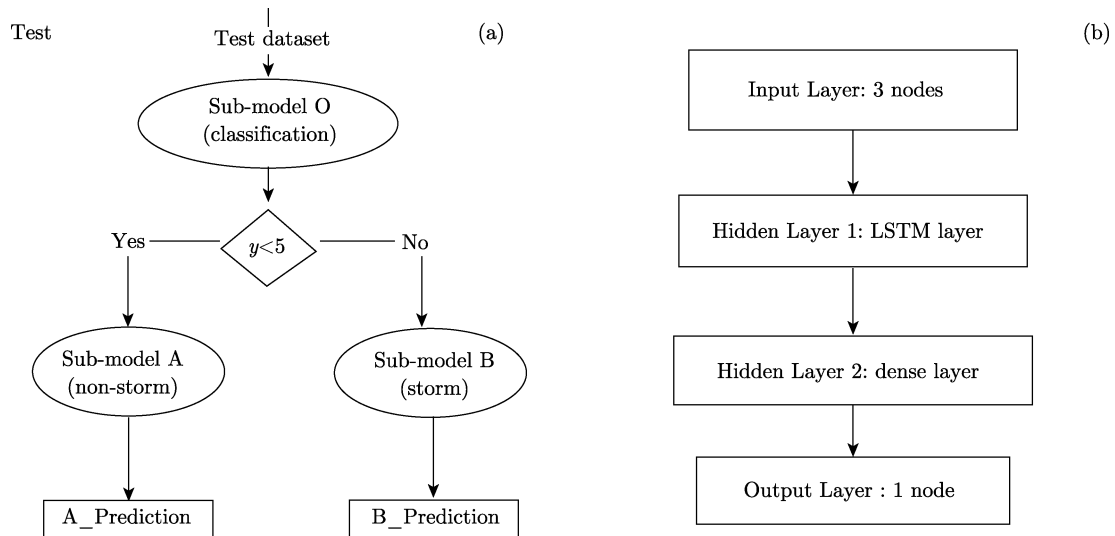 Test
Test dataset
(a)
Sub-model O
(classification)
Yes
y<5
No
Sub-model A
(non-storm)
Sub-model B
(storm)
A_Prediction
B_Prediction
(b)
Input Layer: 3 nodes
Hidden Layer 1: LSTM layer
Hidden Layer 2: dense layer
Output Layer : 1 node